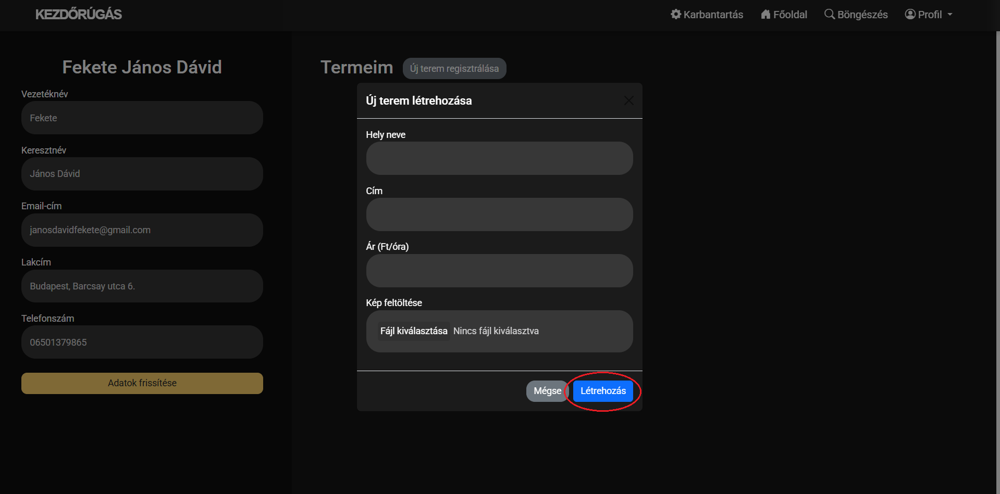 KEZDŐRÚGÁS
Karbantartás
Főoldal
Böngészés
Profil
Fekete János Dávid
Vezetéknév
Fekete
Keresztnév
János Dávid
Email-cím
janosdavidfekete@gmail.com
Lakcím
Budapest, Barcsay utca 6.
Telefonszám
06501379865
Adatok frissítése
Termeim
Új terem regisztrálása
Új terem létrehozása
Hely neve
Cím
Ár (Ft/óra)
Kép feltöltése
Fájl kiválasztása Nincs fájl kiválasztva
Mégse
Létrehozás